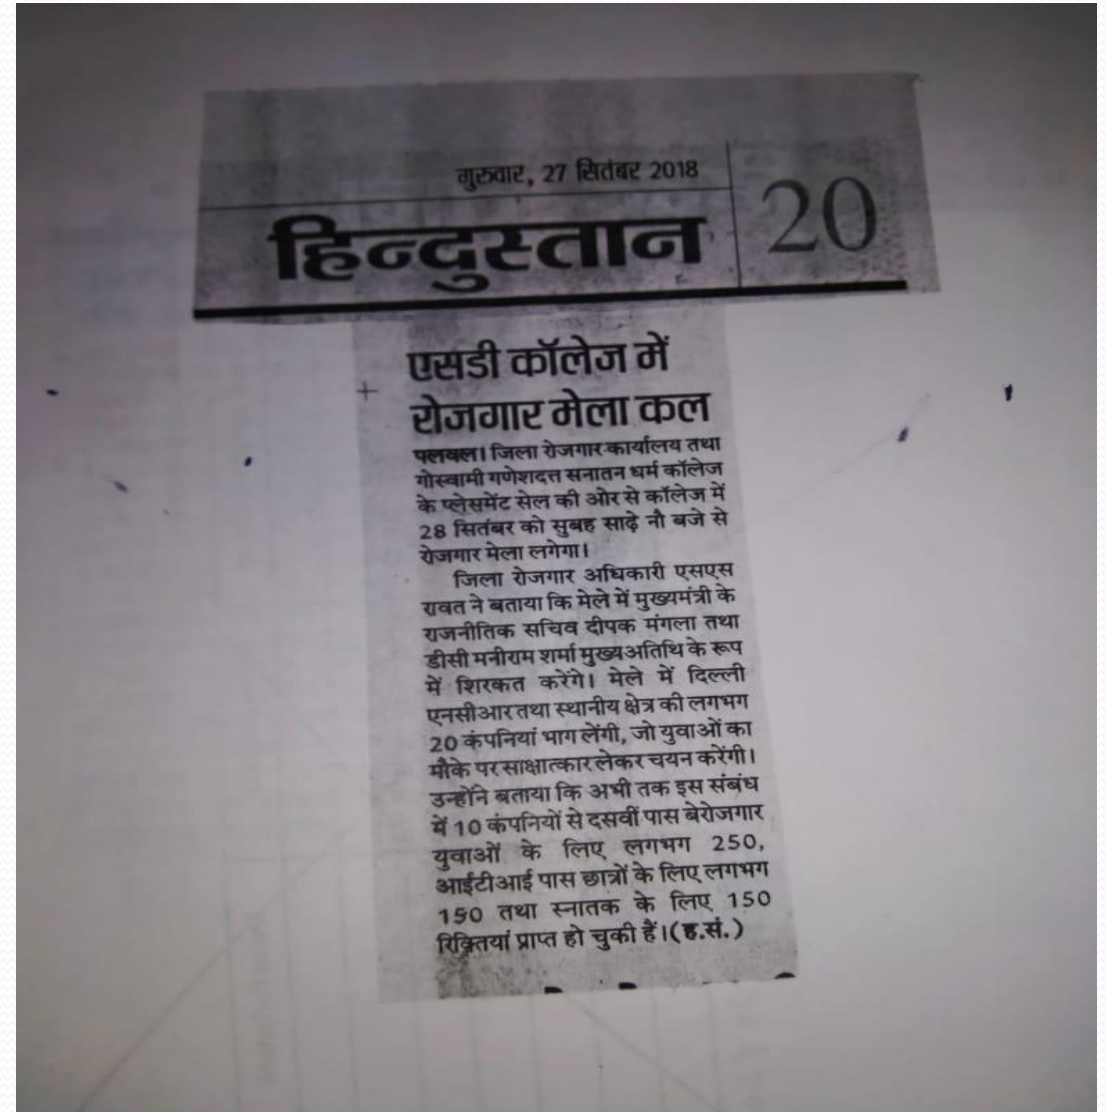 गुरुवार, 27 सितंबर 2018
हिन्दुस्तान
20
एसडी कॉलेज में
रोजगार मेला कल
पलवल। जिला रोजगार कार्यालय तथा
गोस्वामी गणेशदत्त सनातन धर्म कॉलेज
के प्लेसमेंट सेल की ओर से कॉलेज में
28 सितंबर को सुबह साढ़े नौ बजे से
रोजगार मेला लगेगा।
जिला रोजगार अधिकारी एसएस
रावत ने बताया कि मेले में मुख्यमंत्री के
राजनीतिक सचिव दीपक मंगला तथा
डीसी मनीराम शर्मा मुख्यअतिथि के रूप
में शिरकत करेंगे। मेले में दिल्ली
एनसीआर तथा स्थानीय क्षेत्र की लगभग
20 कंपनियां भाग लेंगी, जो युवाओं का
मौके पर साक्षात्कार लेकर चयन करेंगी।
उन्होंने बताया कि अभी तक इस संबंध
में 10 कंपनियों से दसवीं पास बेरोजगार
युवाओं के लिए लगभग 250,
आईटीआई पास छात्रों के लिए लगभग
150 तथा स्नातक के लिए 150
रिक्तियां प्राप्त हो चुकी हैं।(ह.सं.)